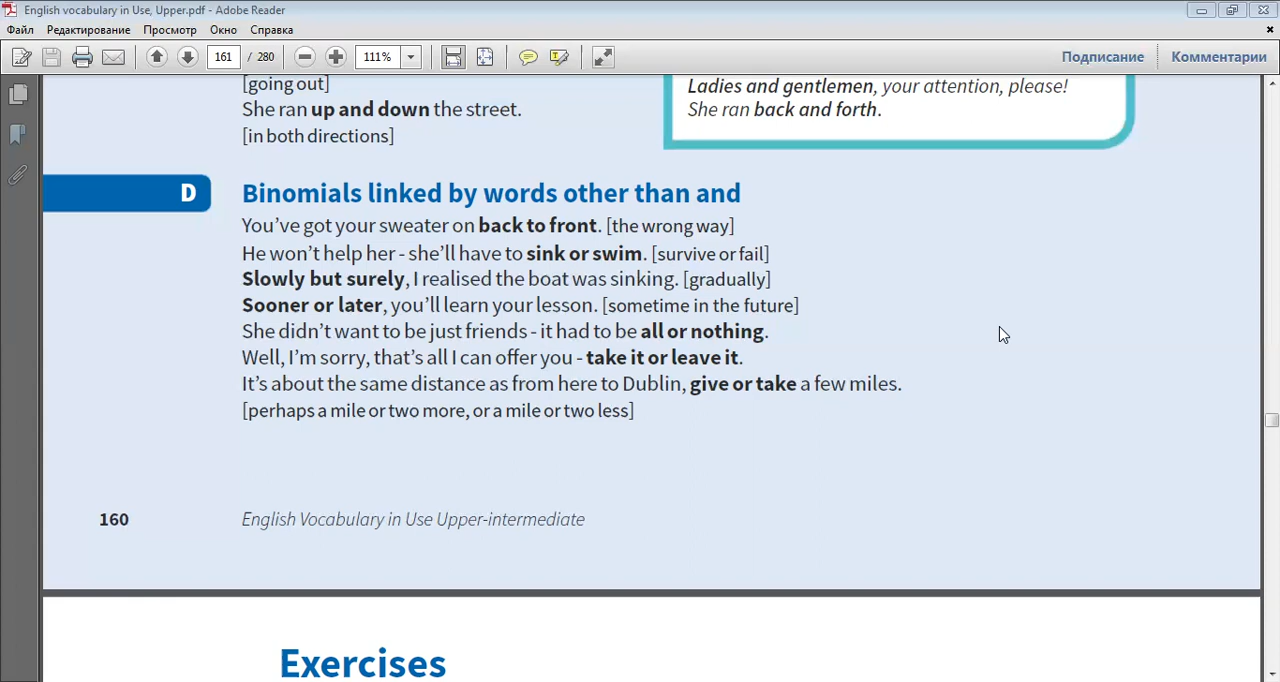 English vocabulary in Use, Upper.pdf - Adobe Reader
Файл Редактирование Просмотр Окно Справка
161 / 280 111% Подписание Комментарии
[going out]
She ran up and down the street.
[in both directions]
Ladies and gentlemen, your attention, please!
She ran back and forth.
D
Binomials linked by words other than and
You’ve got your sweater on back to front. [the wrong way]
He won’t help her - she’ll have to sink or swim. [survive or fail]
Slowly but surely, I realised the boat was sinking. [gradually]
Sooner or later, you’ll learn your lesson. [sometime in the future]
She didn’t want to be just friends - it had to be all or nothing.
Well, I’m sorry, that’s all I can offer you - take it or leave it.
It’s about the same distance as from here to Dublin, give or take a few miles.
[perhaps a mile or two more, or a mile or two less]
160 English Vocabulary in Use Upper-intermediate
Exercises